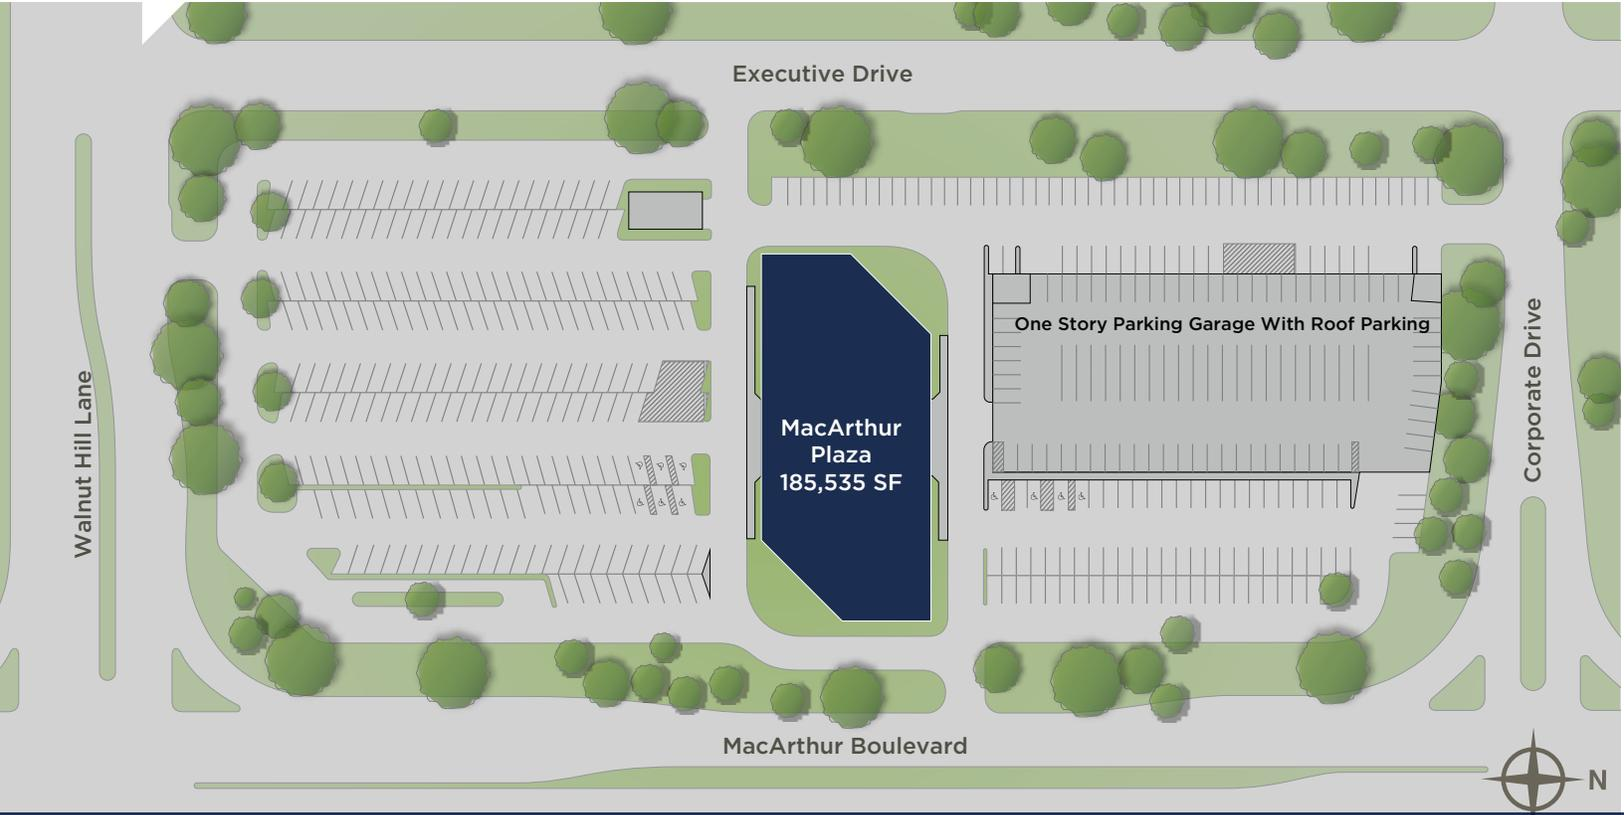 Executive Drive
One Story Parking Garage With Roof Parking
Walnut Hill Lane
MacArthur
Plaza
185,535 SF
Corporate Drive
MacArthur Boulevard
N